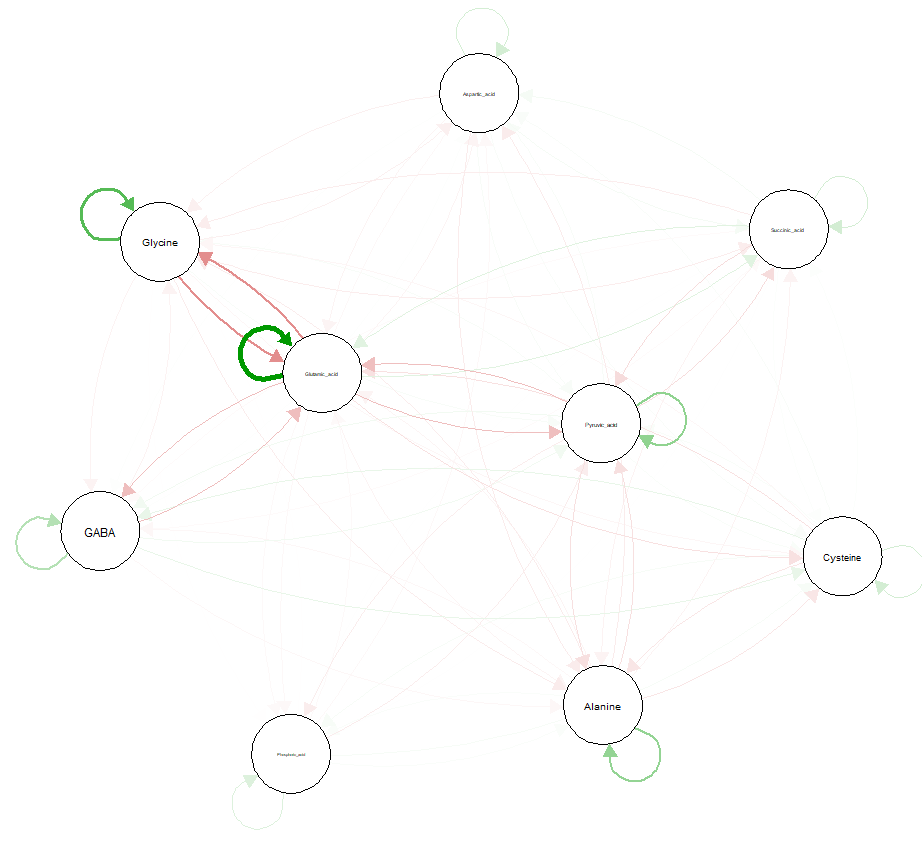 Aspartic_acid
Succinic_acid
Glycine
Glutamic_acid
Pyruvic_acid
GABA
Cysteine
Alanine
Phosphoric_acid